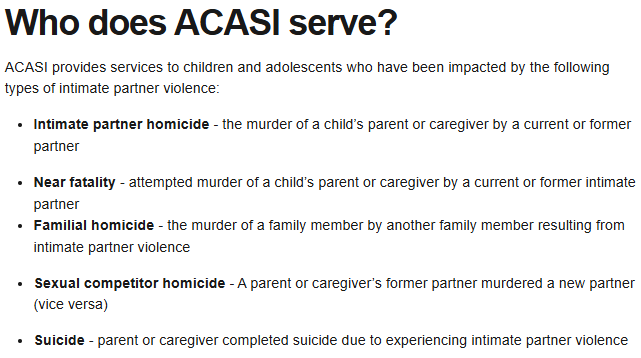 Who does ACASI serve?
ACASI provides services to children and adolescents who have been impacted by the following
types of intimate partner violence:
• Intimate partner homicide - the murder of a child’s parent or caregiver by a current or former
partner
• Near fatality - attempted murder of a child’s parent or caregiver by a current or former intimate
partner
• Familial homicide - the murder of a family member by another family member resulting from
intimate partner violence
• Sexual competitor homicide - A parent or caregiver’s former partner murdered a new partner
(vice versa)
• Suicide - parent or caregiver completed suicide due to experiencing intimate partner violence